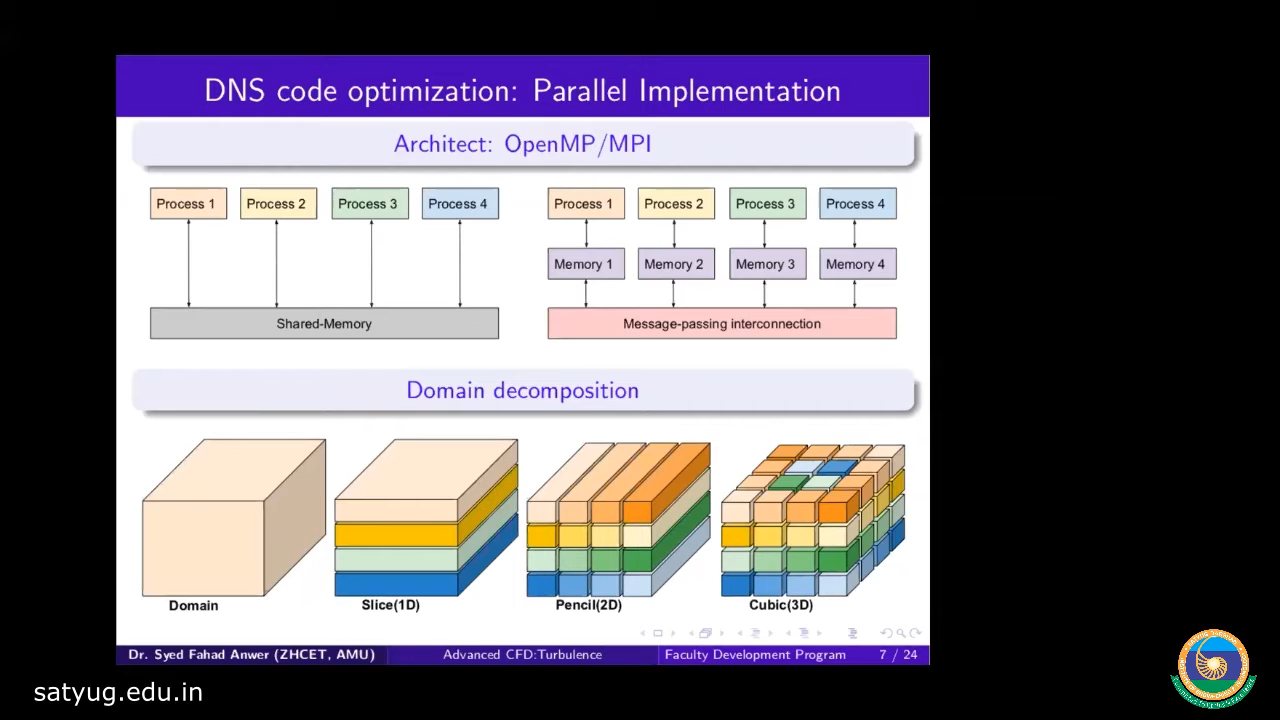 DNS code optimization: Parallel Implementation
Architect: OpenMP/MPI
Process 1 Process 2 Process 3 Process 4
Shared-Memory
Process 1 Process 2 Process 3 Process 4
Memory 1 Memory 2 Memory 3 Memory 4
Message-passing interconnection
Domain decomposition
Domain Slice(1D) Pencil(2D) Cubic(3D)
Dr. Syed Fahad Anwer (ZHCET, AMU) Advanced CFD:Turbulence Faculty Development Program 7 / 24
satyug.edu.in